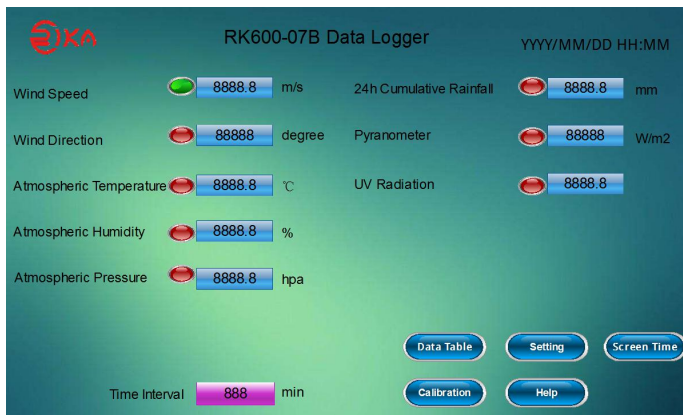 RIKA
RK600-07B Data Logger
YYYY/MM/DD HH:MM
Wind Speed 8888.8 m/s
24h Cumulative Rainfall 8888.8 mm
Wind Direction 88888 degree
Pyranometer 88888 W/m2
Atmospheric Temperature 8888.8 ℃
UV Radiation 8888.8
Atmospheric Humidity 8888.8 %
Atmospheric Pressure 8888.8 hpa
Data Table
Setting
Screen Time
Time Interval 888 min
Calibration
Help